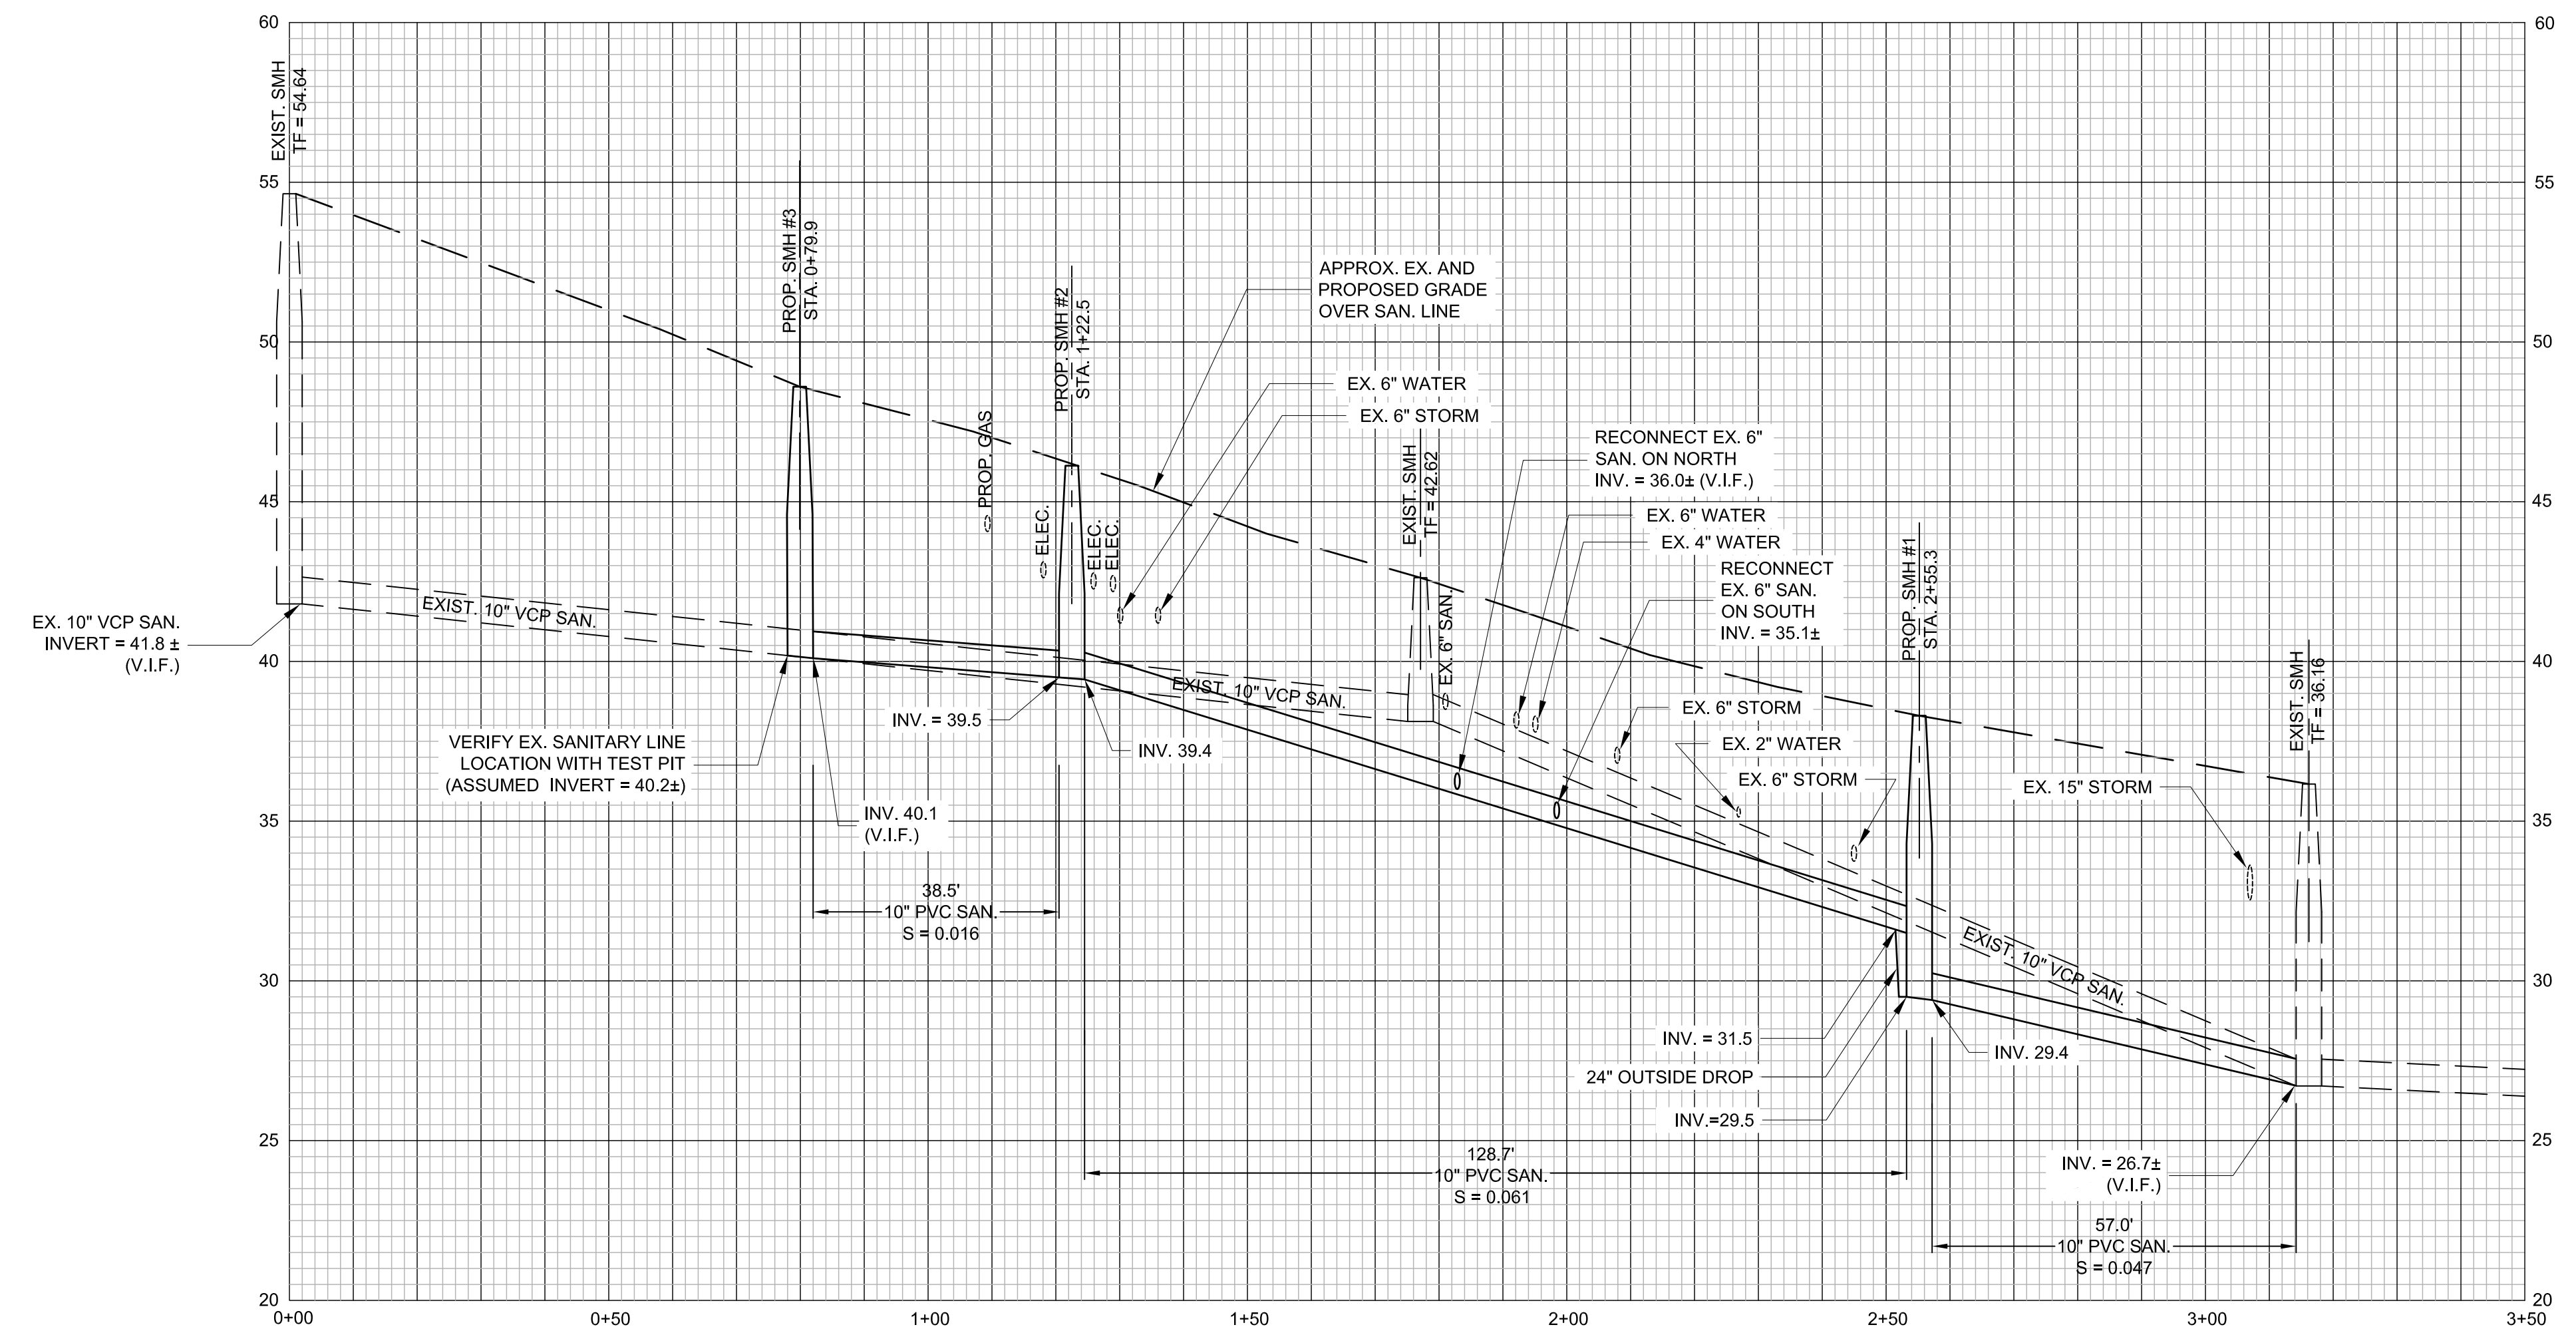 60
60
EXIST. SMH
TF = 54.64
55
55
PROP. SMH #3
STA. 0+79.9
APPROX. EX. AND
PROPOSED GRADE
OVER SAN. LINE
PROP. SMH #2
STA. 1+22.5
50
50
EX. 6" WATER
EX. 6" STORM
PROP. GAS
RECONNECT EX. 6"
SAN. ON NORTH
INV. = 36.0± (V.I.F.)
EXIST. SMH
TF = 42.62
45
45
ELEC.
ELEC.
ELEC.
EX. 6" WATER
EX. 4" WATER
RECONNECT
EX. 6" SAN.
ON SOUTH
INV. = 35.1±
PROP. SMH #1
STA. 2+55.3
EX. 10" VCP SAN.
INVERT = 41.8 ±
(V.I.F.)
EXIST. 10" VCP SAN.
EX. 6" SAN.
40
40
EXIST. SMH
TF = 36.16
EXIST. 10" VCP SAN.
INV. = 39.5
INV. 39.4
EX. 6" STORM
EX. 2" WATER
EX. 6" STORM
EX. 15" STORM
VERIFY EX. SANITARY LINE
LOCATION WITH TEST PIT
(ASSUMED INVERT = 40.2±)
INV. 40.1
(V.I.F.)
35
35
38.5'
10" PVC SAN.
S = 0.016
EXIST. 10" VCP SAN.
30
30
INV. = 31.5
24" OUTSIDE DROP
INV.=29.5
INV. 29.4
25
25
128.7'
10" PVC SAN.
S = 0.061
INV. = 26.7±
(V.I.F.)
57.0'
10" PVC SAN.
S = 0.047
20
20
0+00
0+50
1+00
1+50
2+00
2+50
3+00
3+50